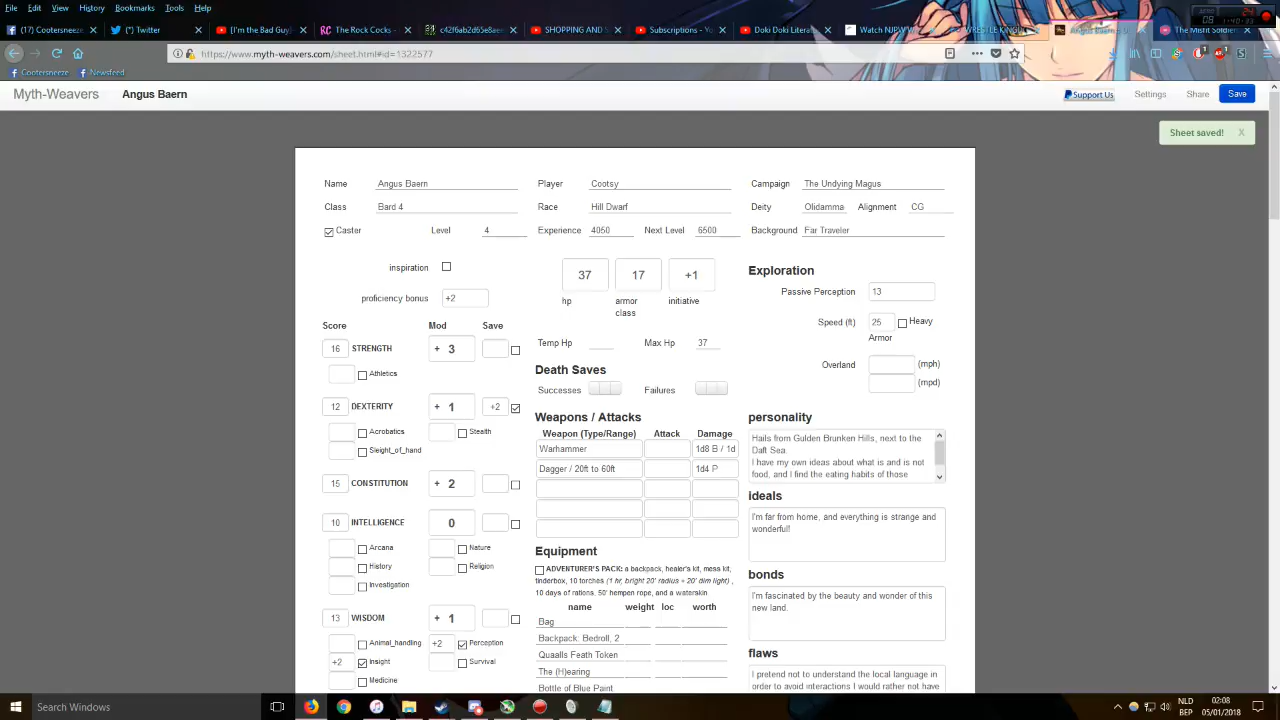 File Edit View History Bookmarks Tools Help
(17) Cootersneeze
(*) Twitter
[I'm the Bad Guy]
The Rock Cocks
c42f6ab2d65e8aec
SHOPPING AND
Subscriptions - Yo
Doki Doki Literat
Watch NJPW W
WRESTLE KINGD
The Misfit Soldier
https://www.myth-weavers.com/sheet.html#id=1322577
Cootersneeze Newsfeed
Myth-Weavers Angus Baern
Support Us Settings Share Save
Sheet saved! X
Name Angus Baern Player Cootsy Campaign The Undying Magus
Class Bard 4 Race Hill Dwarf Deity Olidamma Alignment CG
Caster Level 4 Experience 4050 Next Level 6500 Background Far Traveler
inspiration
proficiency bonus +2
37 17 +1
hp armor class initiative
Exploration
Passive Perception 13
Speed (ft) 25 Heavy Armor
Overland (mph)
(mpd)
Score Mod Save
16 STRENGTH + 3
Athletics
12 DEXTERITY + 1 +2
Acrobatics Stealth
Sleight_of_hand
15 CONSTITUTION + 2
10 INTELLIGENCE 0
Arcana Nature
History Religion
Investigation
13 WISDOM + 1
Animal_handling +2 Perception
+2 Insight Survival
Medicine
Temp Hp Max Hp 37
Death Saves
Successes Failures
Weapons / Attacks
Weapon (Type/Range) Attack Damage
Warhammer 1d8 B / 1d
Dagger / 20ft to 60ft 1d4 P
Equipment
ADVENTURER'S PACK: a backpack, healer's kit, mess kit,
tinderbox, 10 torches (1 hr, bright 20' radius + 20' dim light) ,
10 days of rations. 50' hempen rope, and a waterskin.
name weight loc worth
Bag
Backpack: Bedroll, 2
Quaalls Feath Token
The (H)earing
Bottle of Blue Paint
personality
Hails from Gulden Brunken Hills, next to the
Daft Sea.
I have my own ideas about what is and is not
food, and I find the eating habits of those
ideals
I'm far from home, and everything is strange and
wonderful!
bonds
I'm fascinated by the beauty and wonder of this
new land.
flaws
I pretend not to understand the local language in
order to avoid interactions I would rather not have
Search Windows
NLD 02:08
BEP 05/01/2018